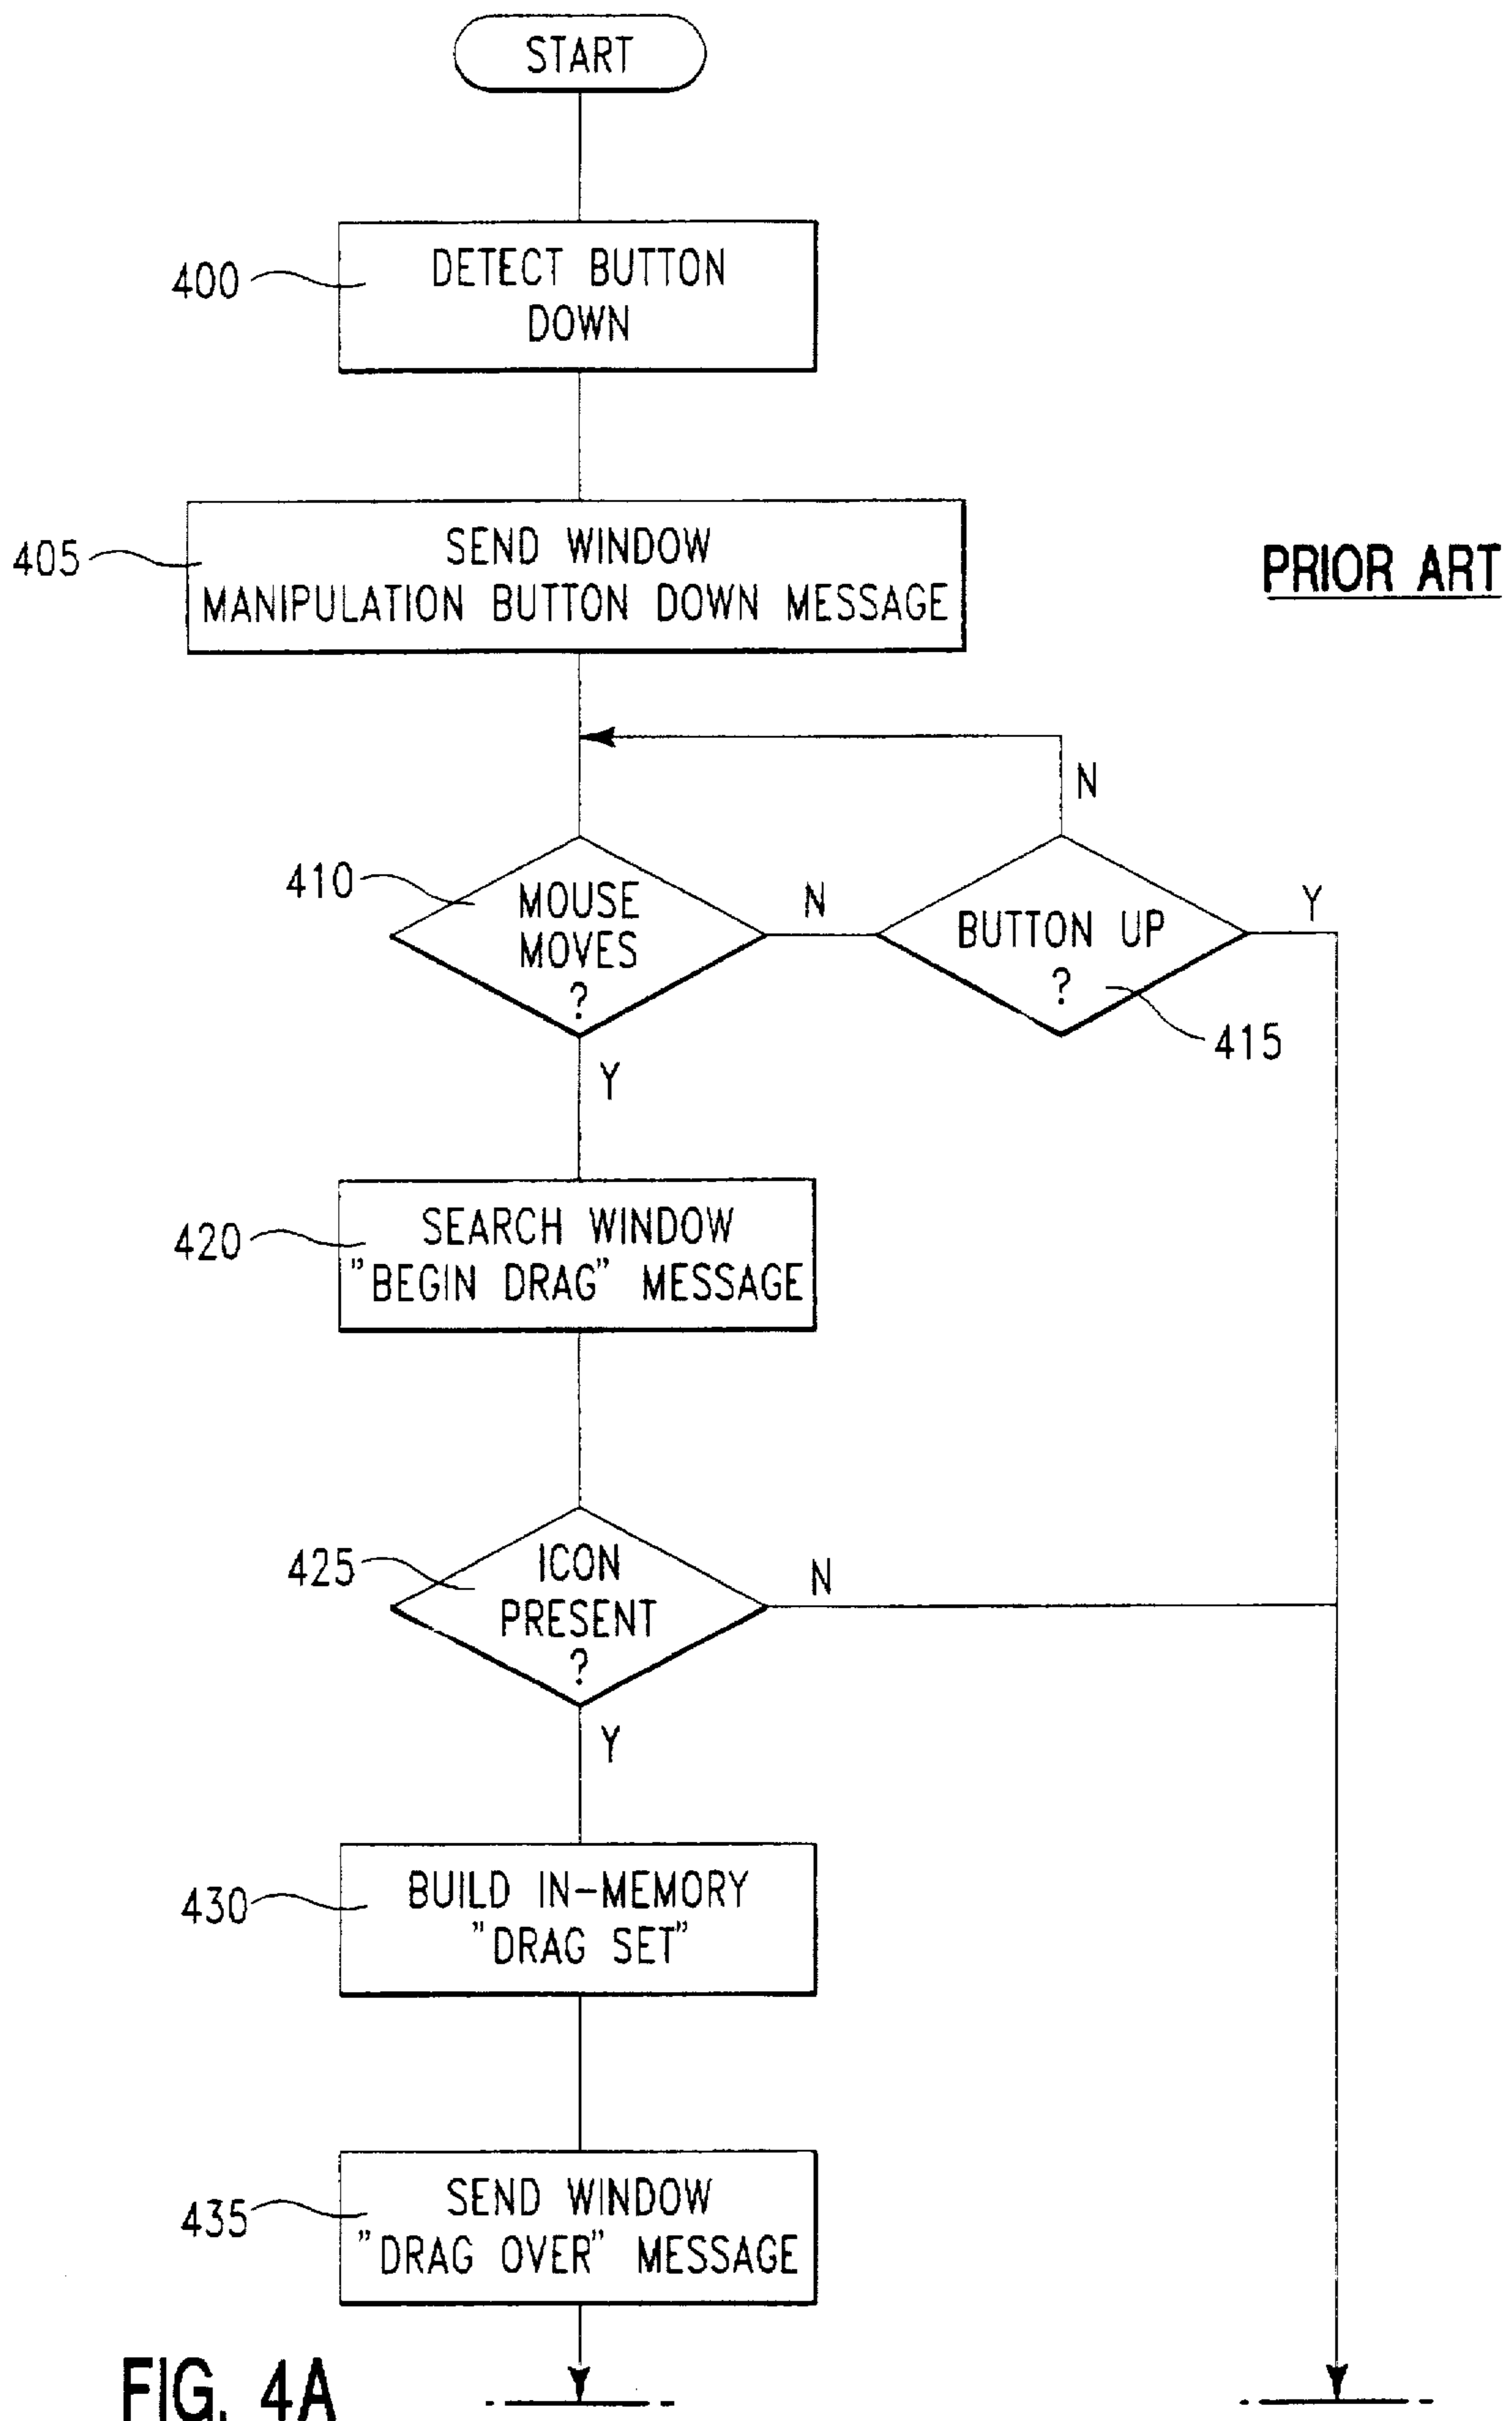 START
400
DETECT BUTTON
DOWN
405
SEND WINDOW
MANIPULATION BUTTON DOWN MESSAGE
PRIOR ART
N
410
MOUSE
MOVES
?
N
BUTTON UP
?
Y
415
Y
420
SEARCH WINDOW
"BEGIN DRAG" MESSAGE
425
ICON
PRESENT
?
N
Y
430
BUILD IN-MEMORY
"DRAG SET"
435
SEND WINDOW
"DRAG OVER" MESSAGE
FIG. 4A